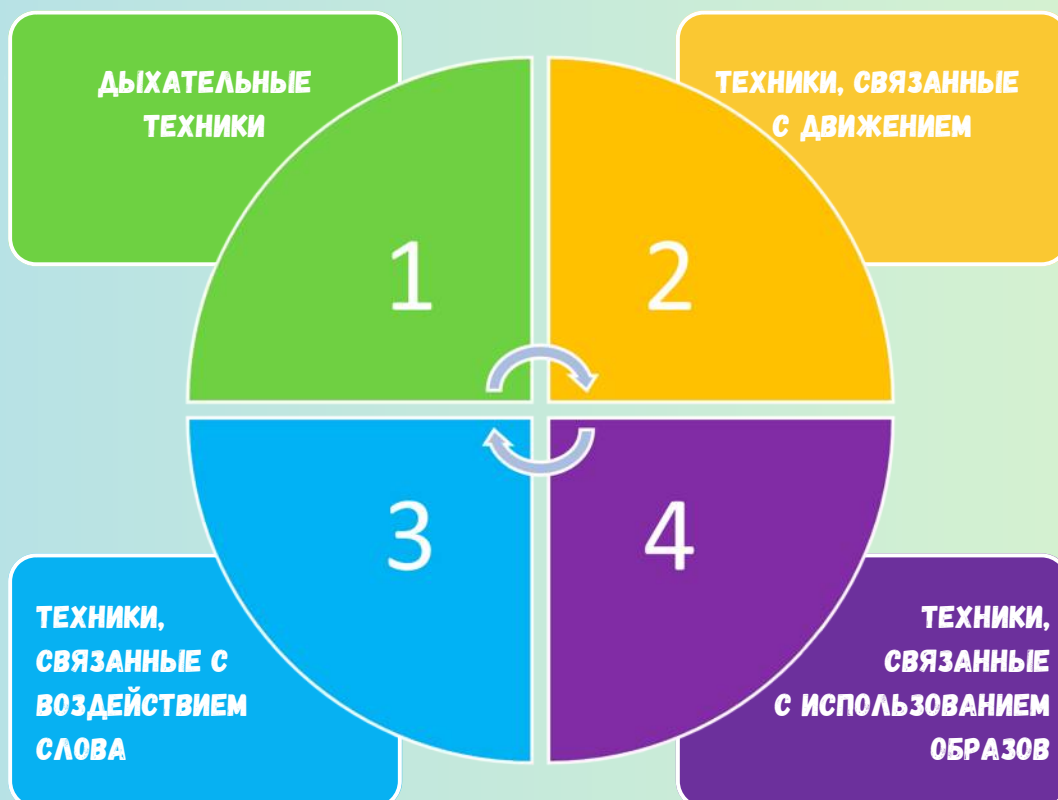 ДЫХАТЕЛЬНЫЕ
ТЕХНИКИ
1
ТЕХНИКИ, СВЯЗАННЫЕ
С ДВИЖЕНИЕМ
2
3
ТЕХНИКИ,
СВЯЗАННЫЕ С
ВОЗДЕЙСТВИЕМ
СЛОВА
4
ТЕХНИКИ,
СВЯЗАННЫЕ
С ИСПОЛЬЗОВАНИЕМ
ОБРАЗОВ